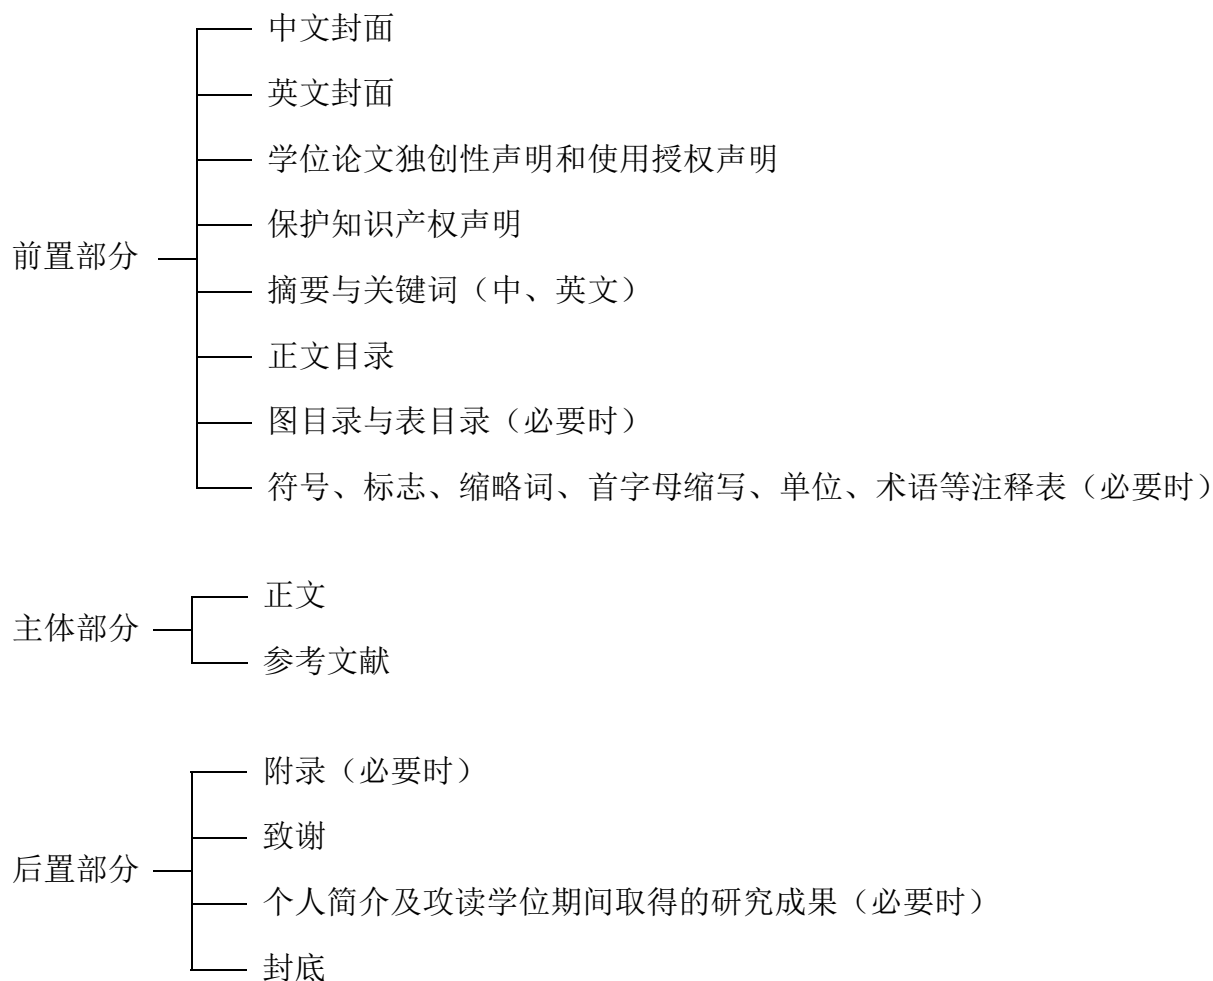 中文封面
英文封面
学位论文独创性声明和使用授权声明
保护知识产权声明
前置部分
摘要与关键词（中、英文）
正文目录
图目录与表目录（必要时）
符号、标志、缩略词、首字母缩写、单位、术语等注释表（必要时）
正文
主体部分
参考文献
附录（必要时）
致谢
后置部分
个人简介及攻读学位期间取得的研究成果（必要时）
封底